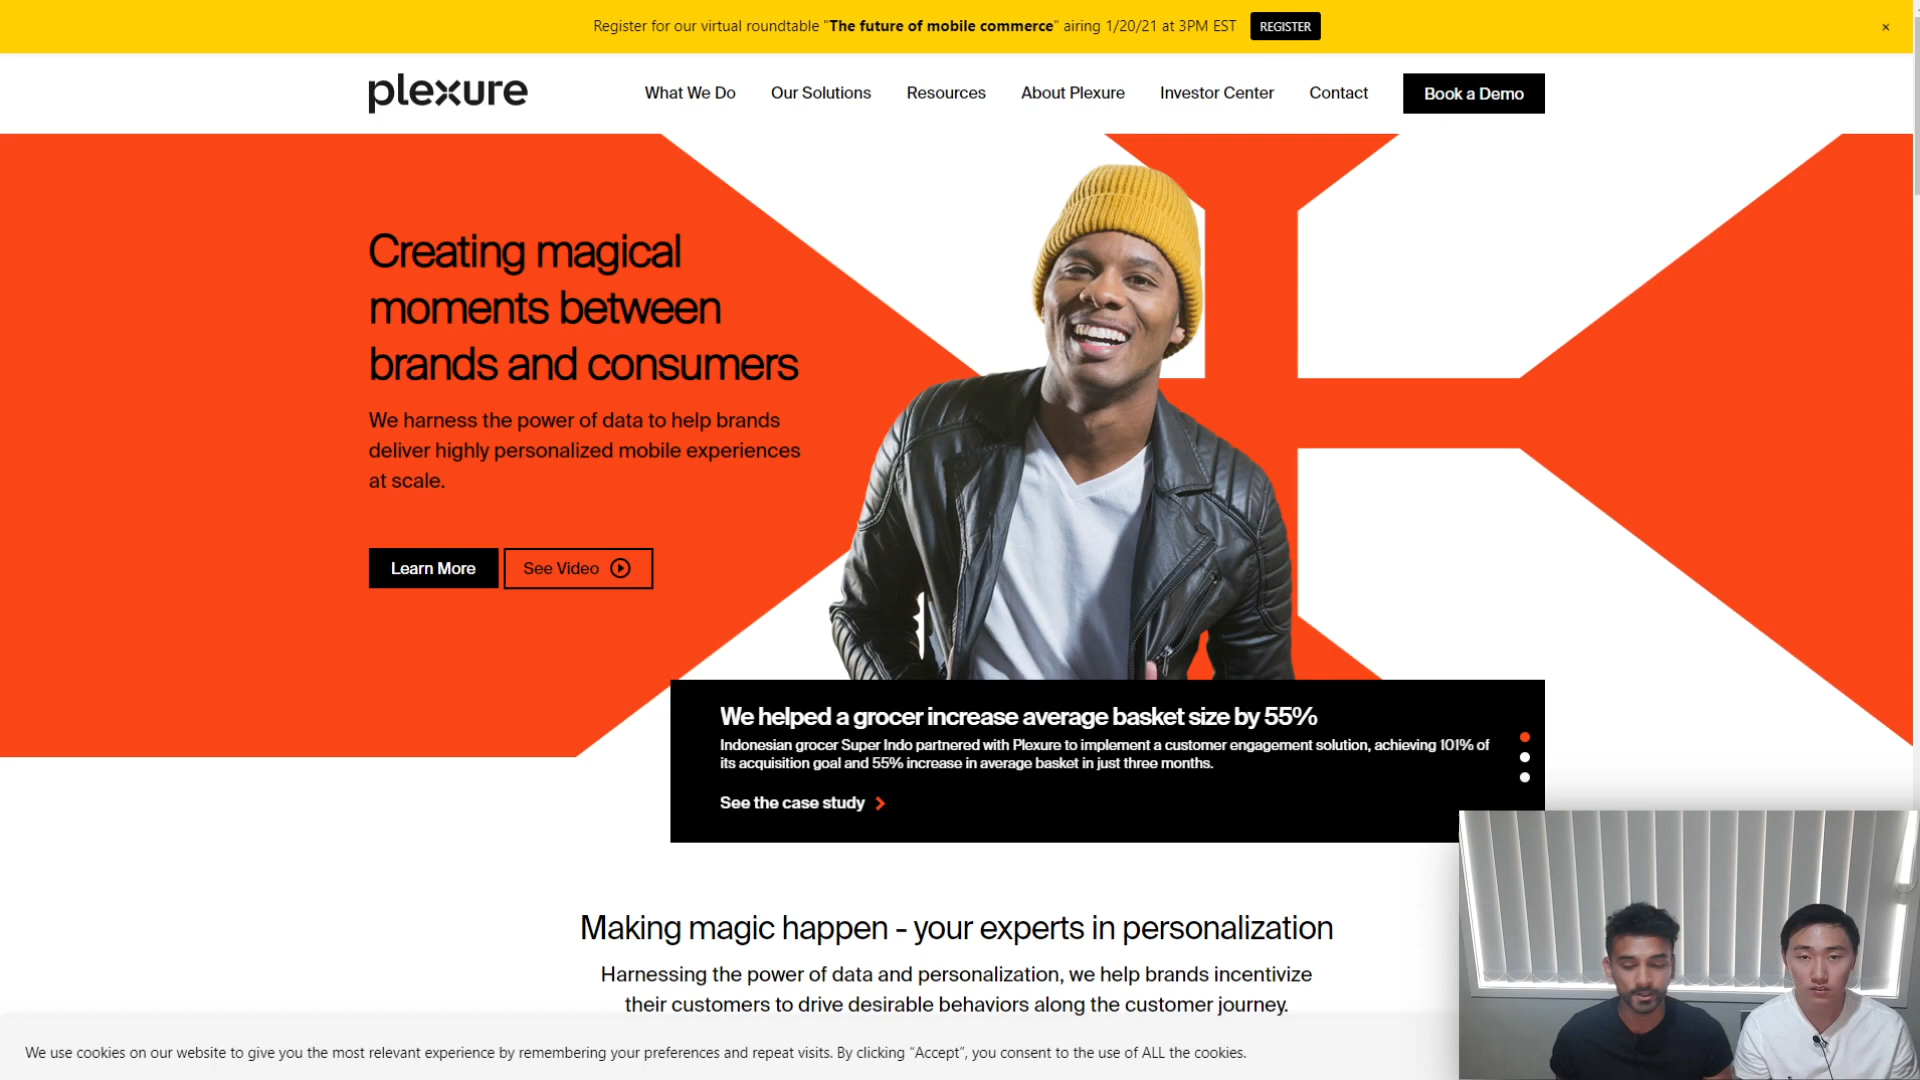 Register for our virtual roundtable "The future of mobile commerce" airing 1/20/21 at 3PM EST REGISTER ×
plexure What We Do Our Solutions Resources About Plexure Investor Center Contact Book a Demo
Creating magical
moments between
brands and consumers
We harness the power of data to help brands
deliver highly personalized mobile experiences
at scale.
Learn More See Video
We helped a grocer increase average basket size by 55%
Indonesian grocer Super Indo partnered with Plexure to implement a customer engagement solution, achieving 101% of
its acquisition goal and 55% increase in average basket in just three months.
See the case study
Making magic happen - your experts in personalization
Harnessing the power of data and personalization, we help brands incentivize
their customers to drive desirable behaviors along the customer journey.
We use cookies on our website to give you the most relevant experience by remembering your preferences and repeat visits. By clicking “Accept”, you consent to the use of ALL the cookies.